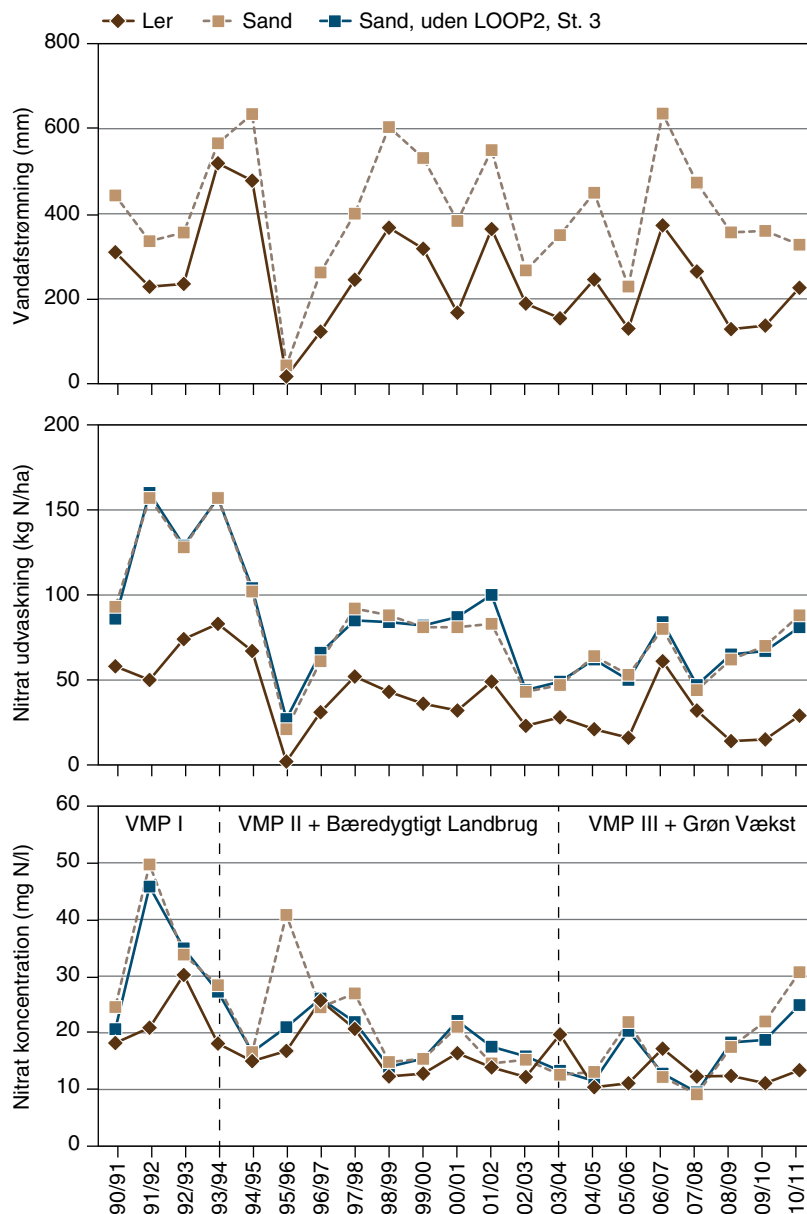 Ler Sand Sand, uden LOOP2, St. 3
Vandafstrømning (mm)
800
600
400
200
0
Nitrat udvaskning (kg N/ha)
200
150
100
50
0
Nitrat koncentration (mg N/l)
60
50
40
30
20
10
0
VMP I VMP II + Bæredygtigt Landbrug VMP III + Grøn Vækst
90/91 91/92 92/93 93/94 94/95 95/96 96/97 97/98 98/99 99/00 00/01 01/02 02/03 03/04 04/05 05/06 06/07 07/08 08/09 09/10 10/11